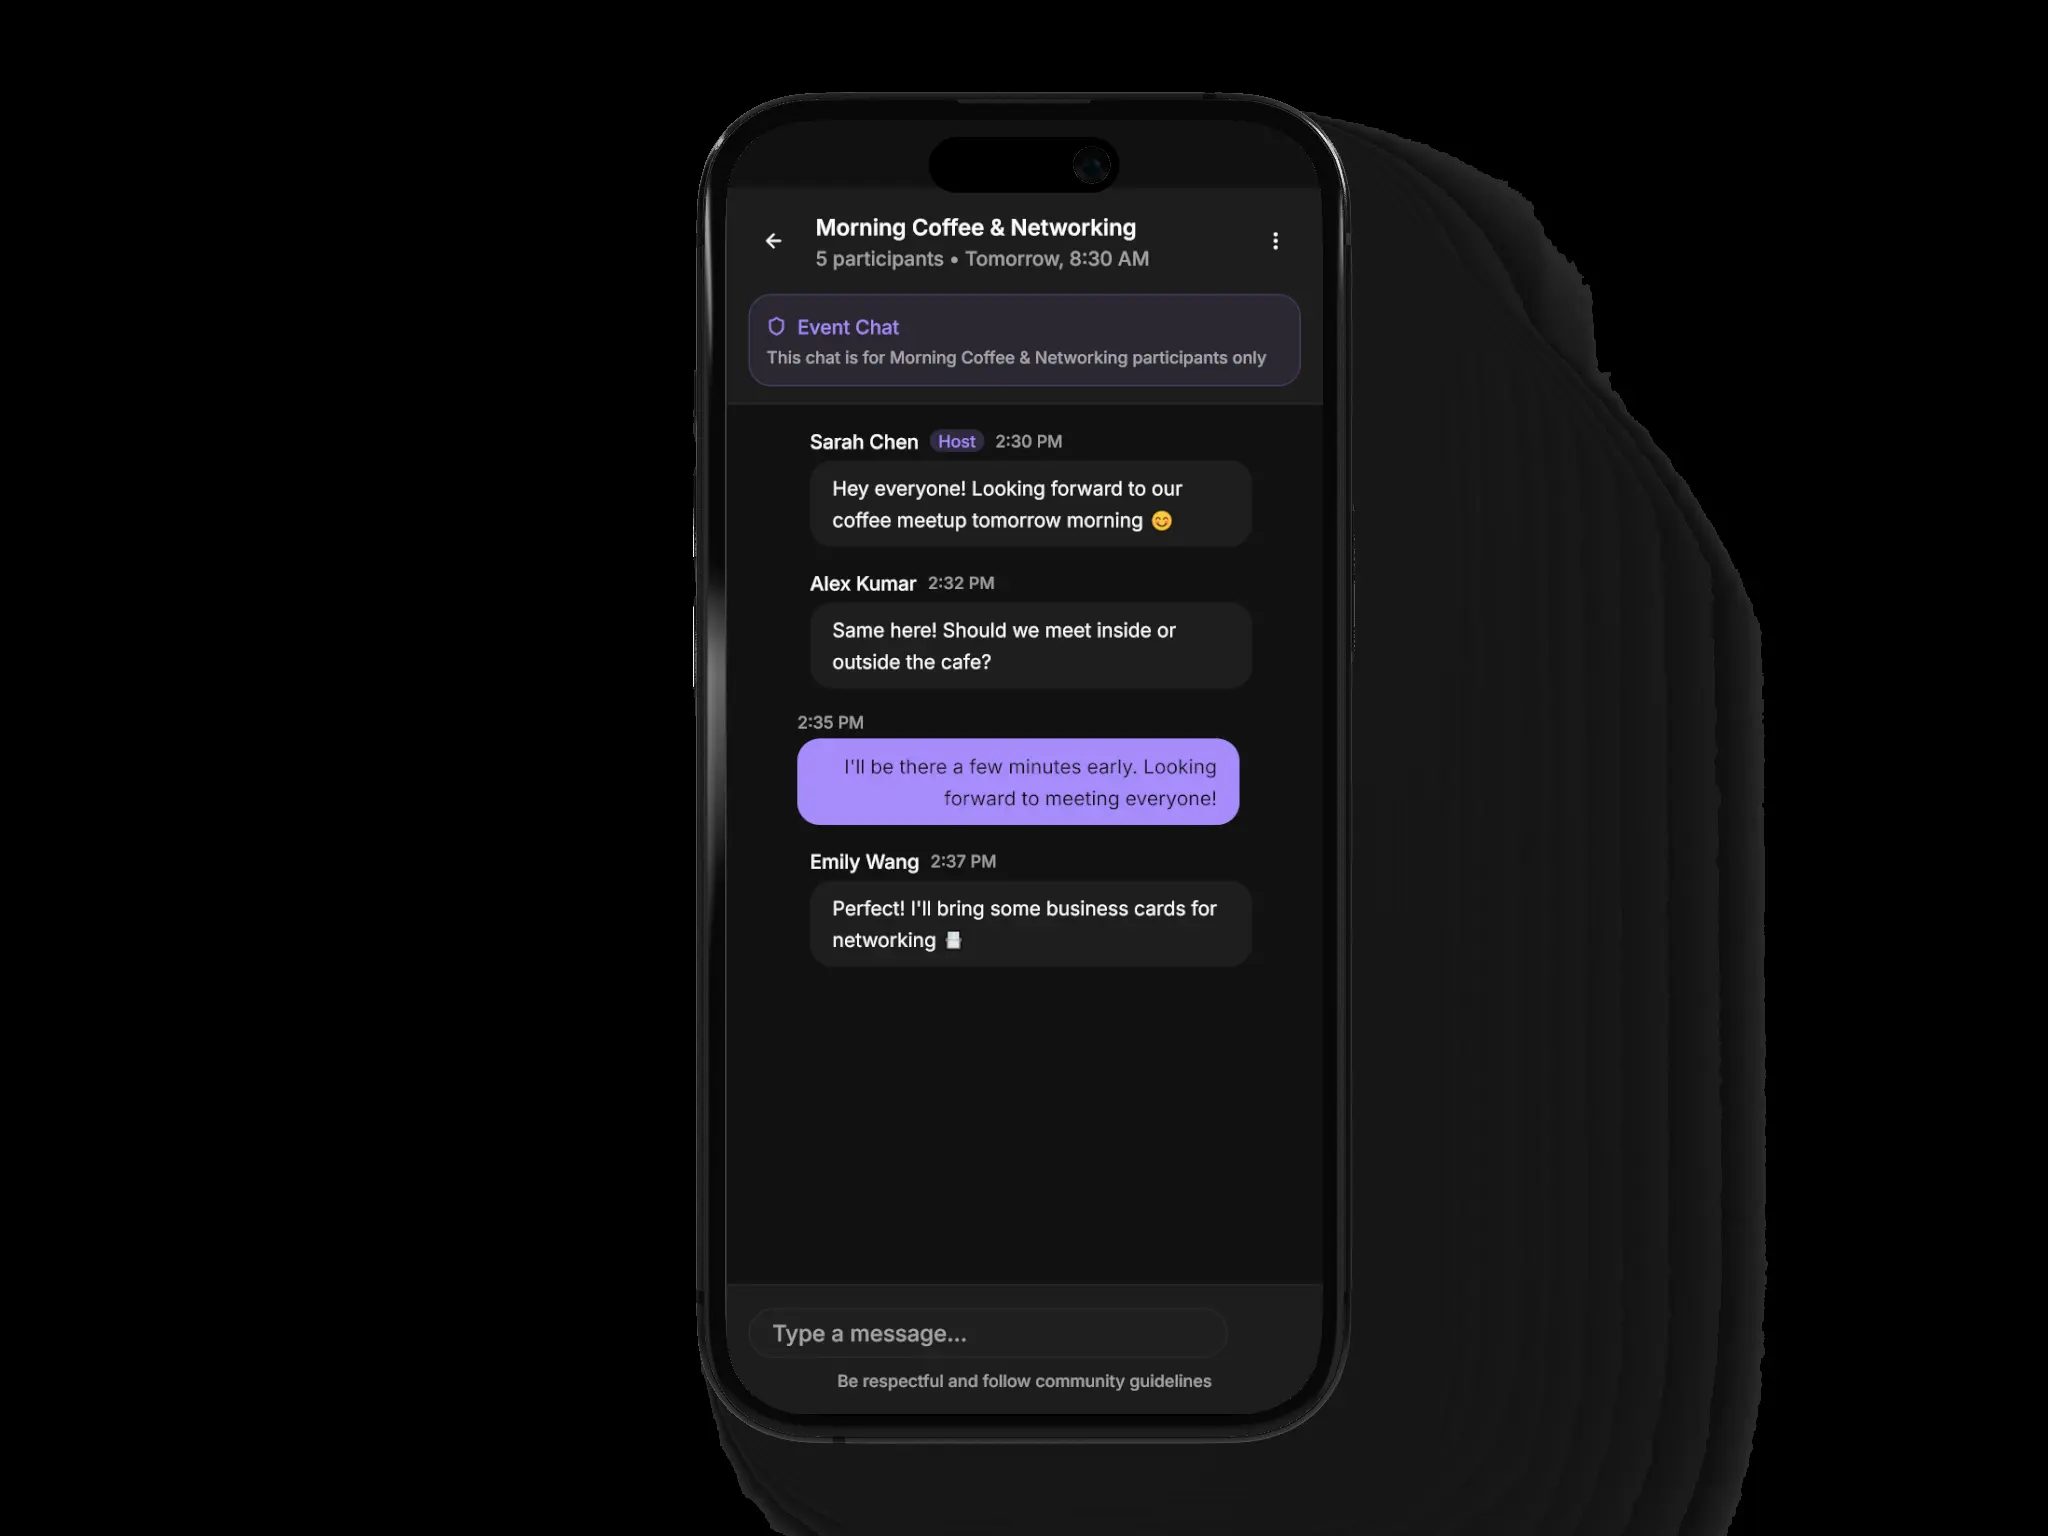 Morning Coffee & Networking
5 participants • Tomorrow, 8:30 AM
Event Chat
This chat is for Morning Coffee & Networking participants only
Sarah Chen Host 2:30 PM
Hey everyone! Looking forward to our
coffee meetup tomorrow morning 😊
Alex Kumar 2:32 PM
Same here! Should we meet inside or
outside the cafe?
2:35 PM
I'll be there a few minutes early. Looking
forward to meeting everyone!
Emily Wang 2:37 PM
Perfect! I'll bring some business cards for
networking
Type a message...
Be respectful and follow community guidelines